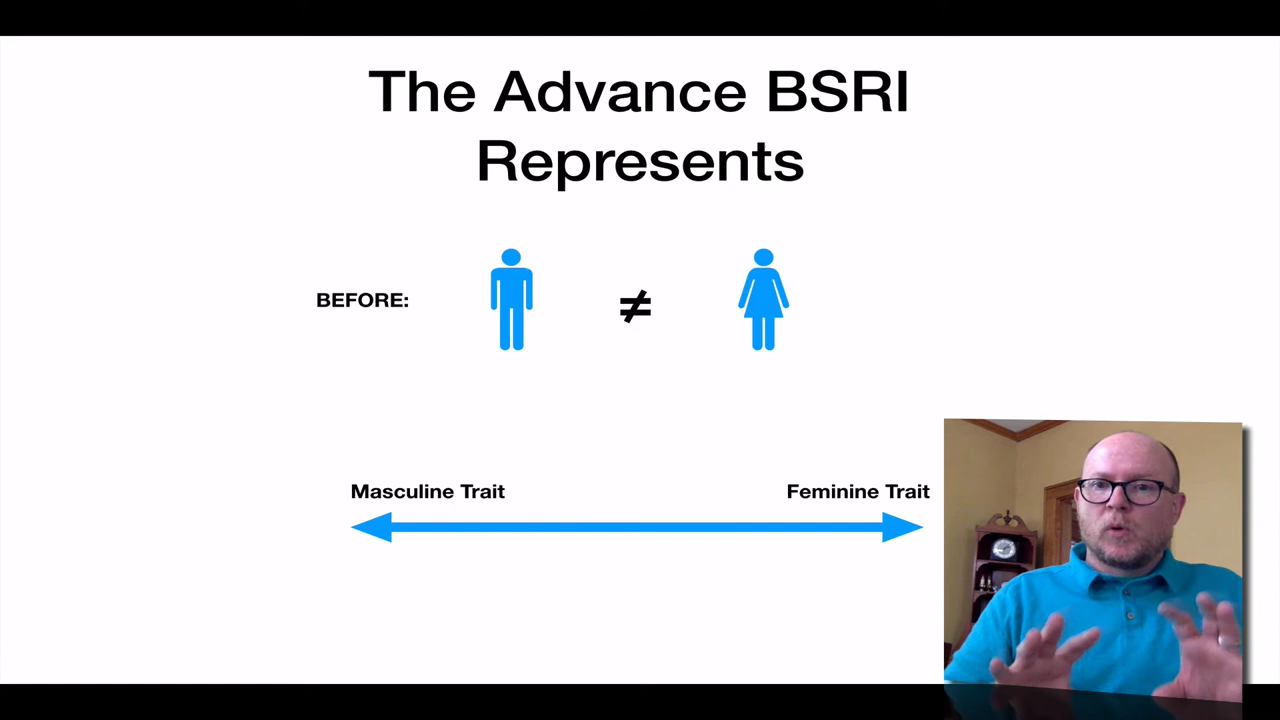 The Advance BSRI
Represents
BEFORE:
≠
Masculine Trait
Feminine Trait